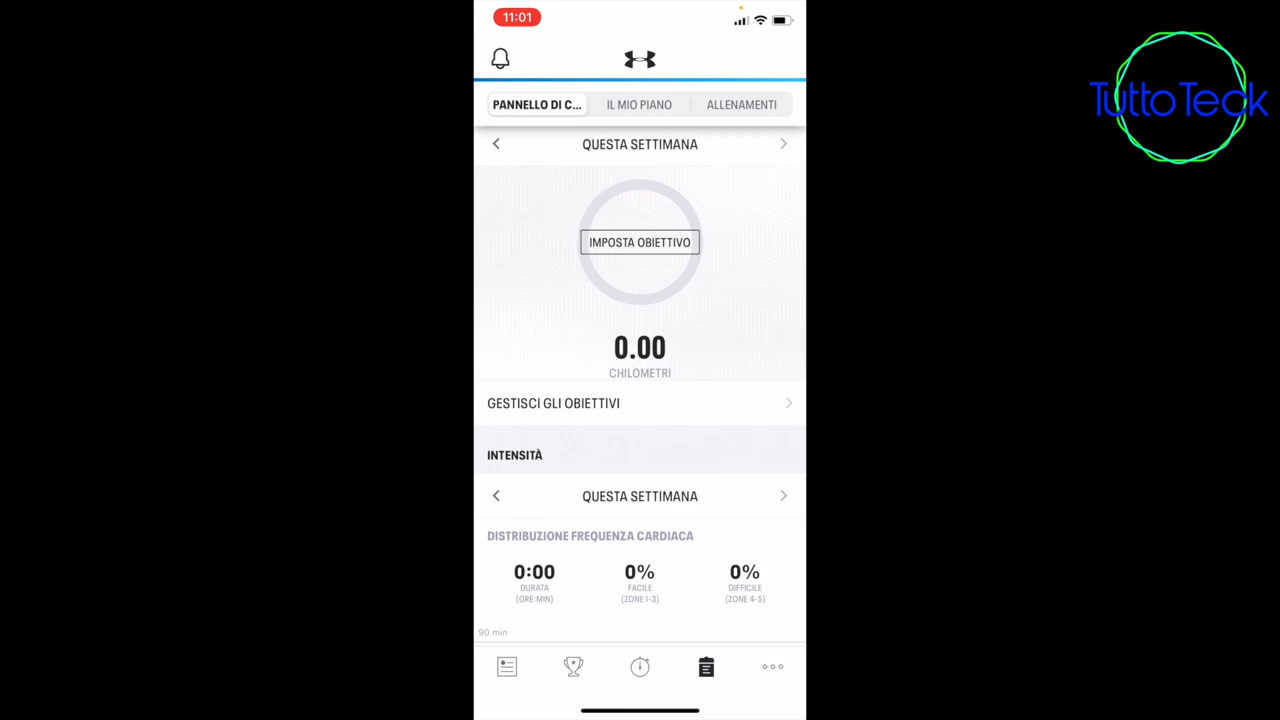 11:01
TuttoTeck
PANNELLO DI C...
IL MIO PIANO
ALLENAMENTI
QUESTA SETTIMANA
IMPOSTA OBIETTIVO
0.00
CHILOMETRI
GESTISCI GLI OBIETTIVI
INTENSITÀ
QUESTA SETTIMANA
DISTRIBUZIONE FREQUENZA CARDIACA
0:00
DURATA
(ORE:MIN)
0%
FACILE
(ZONE 1-3)
0%
DIFFICILE
(ZONE 4-5)
90 min